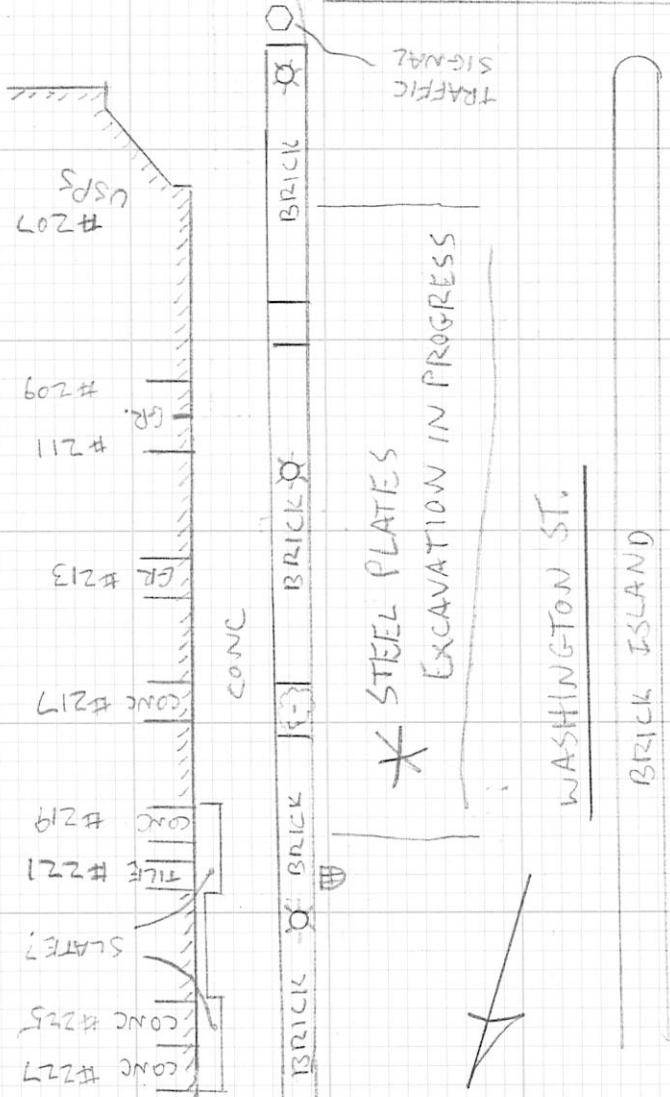 TRAFFIC
SIGNAL
USPS
#207
BRICK
#209
GR.
#211
BRICK
GR #213
CONC
CONC #217
* STEEL PLATES
EXCAVATION IN PROGRESS
WASHINGTON ST.
BRICK ISLAND
CONC #219
TILE #221
BRICK
SLATE?
CONC #225
CONC #227
BRICK